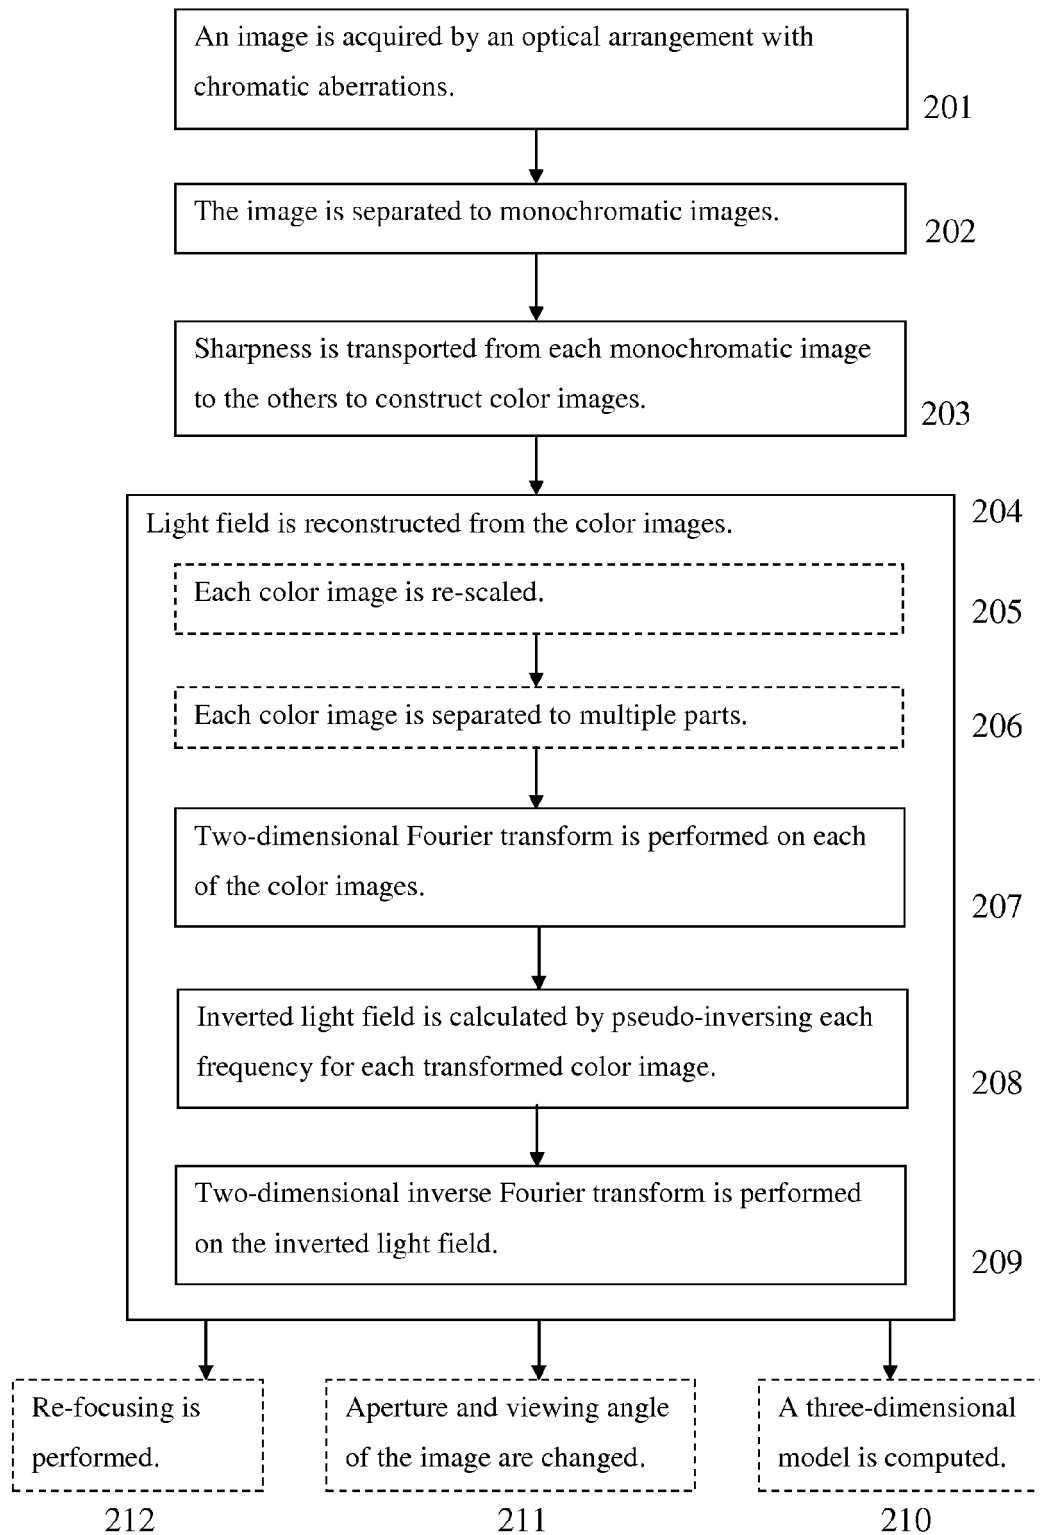 An image is acquired by an optical arrangement with
chromatic aberrations.
201
The image is separated to monochromatic images.
202
Sharpness is transported from each monochromatic image
to the others to construct color images.
203
204
Light field is reconstructed from the color images.
Each color image is re-scaled.
205
Each color image is separated to multiple parts.
206
Two-dimensional Fourier transform is performed on each
of the color images.
207
Inverted light field is calculated by pseudo-inversing each
frequency for each transformed color image.
208
Two-dimensional inverse Fourier transform is performed
on the inverted light field.
209
Re-focusing is
performed.
212
Aperture and viewing angle
of the image are changed.
211
A three-dimensional
model is computed.
210